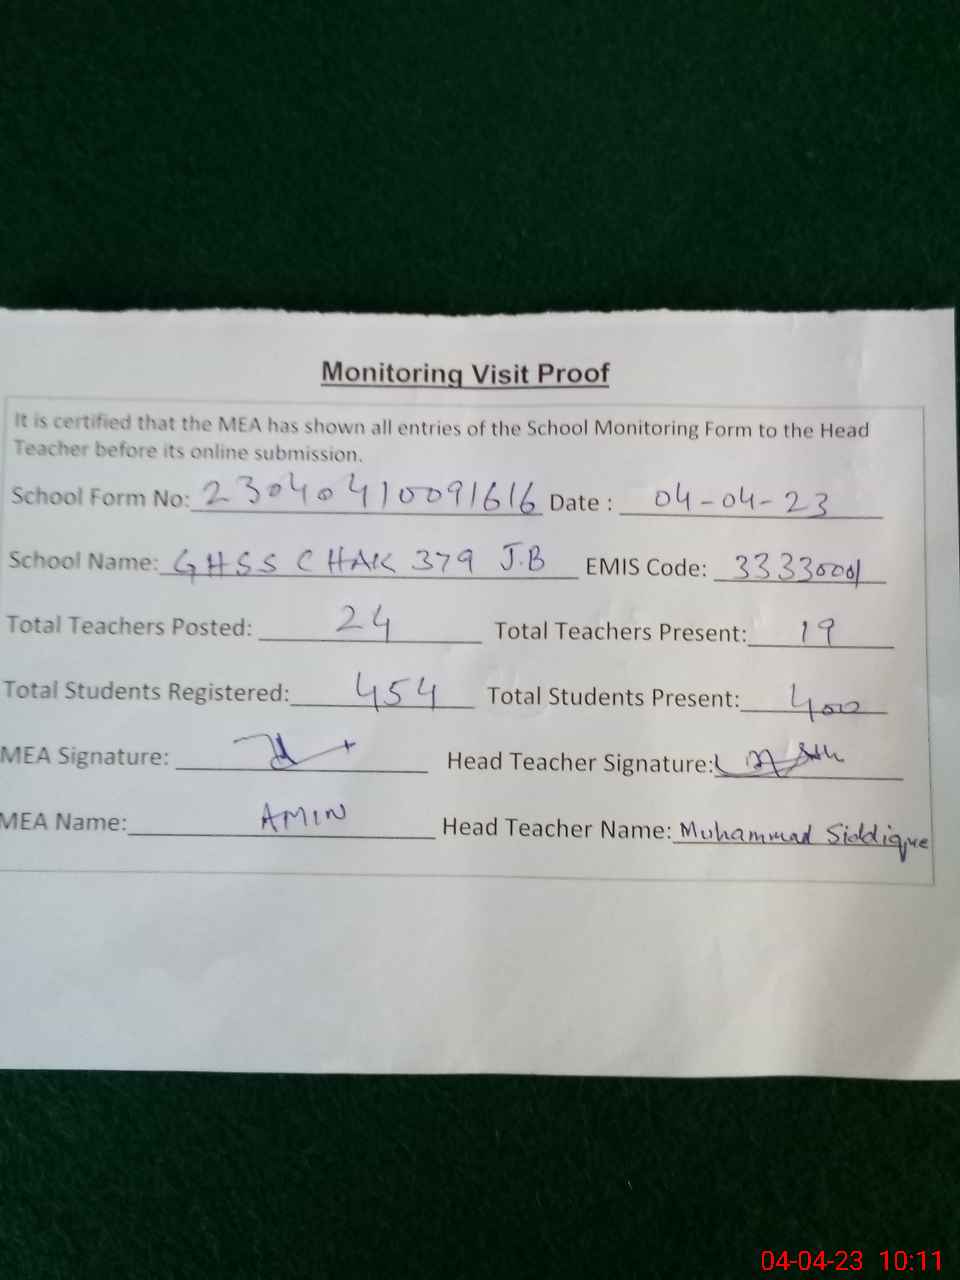 Monitoring Visit Proof
It is certified that the MEA has shown all entries of the School Monitoring Form to the Head
Teacher before its online submission.
School Form No: 23040410091616 Date : 04-04-23
School Name: GHSS CHAK 379 J.B EMIS Code: 33330001
Total Teachers Posted: 24 Total Teachers Present: 19
Total Students Registered: 454 Total Students Present: 400
MEA Signature: Head Teacher Signature:
MEA Name: AMIN Head Teacher Name: Muhammad Siddique
04-04-23 10:11